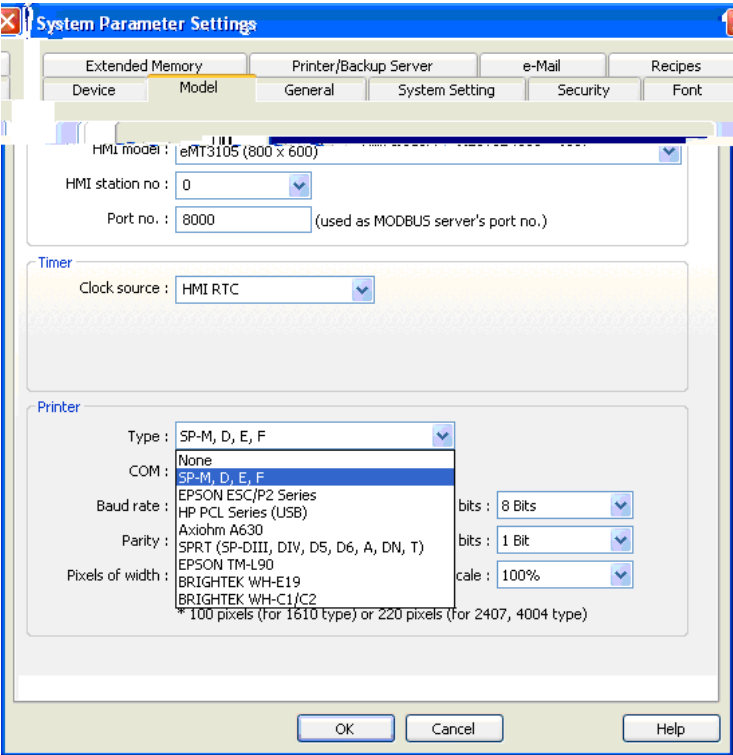 System Parameter Settings
Extended Memory Printer/Backup Server e-Mail Recipes
Device Model General System Setting Security Font
HMI model : eMT3105 (800 x 600)
HMI station no : 0
Port no. : 8000 (used as MODBUS server's port no.)
Timer
Clock source : HMI RTC
Printer
Type : SP-M, D, E, F
None
COM : SP-M, D, E, F
EPSON ESC/P2 Series
Baud rate : HP PCL Series (USB) bits : 8 Bits
Axiohm A630
Parity : SPRT (SP-DIII, DIV, D5, D6, A, DN, T) bits : 1 Bit
EPSON TM-L90
Pixels of width : BRIGHTEK WH-E19 cale : 100%
BRIGHTEK WH-C1/C2
* 100 pixels (for 1610 type) or 220 pixels (for 2407, 4004 type)
OK Cancel Help